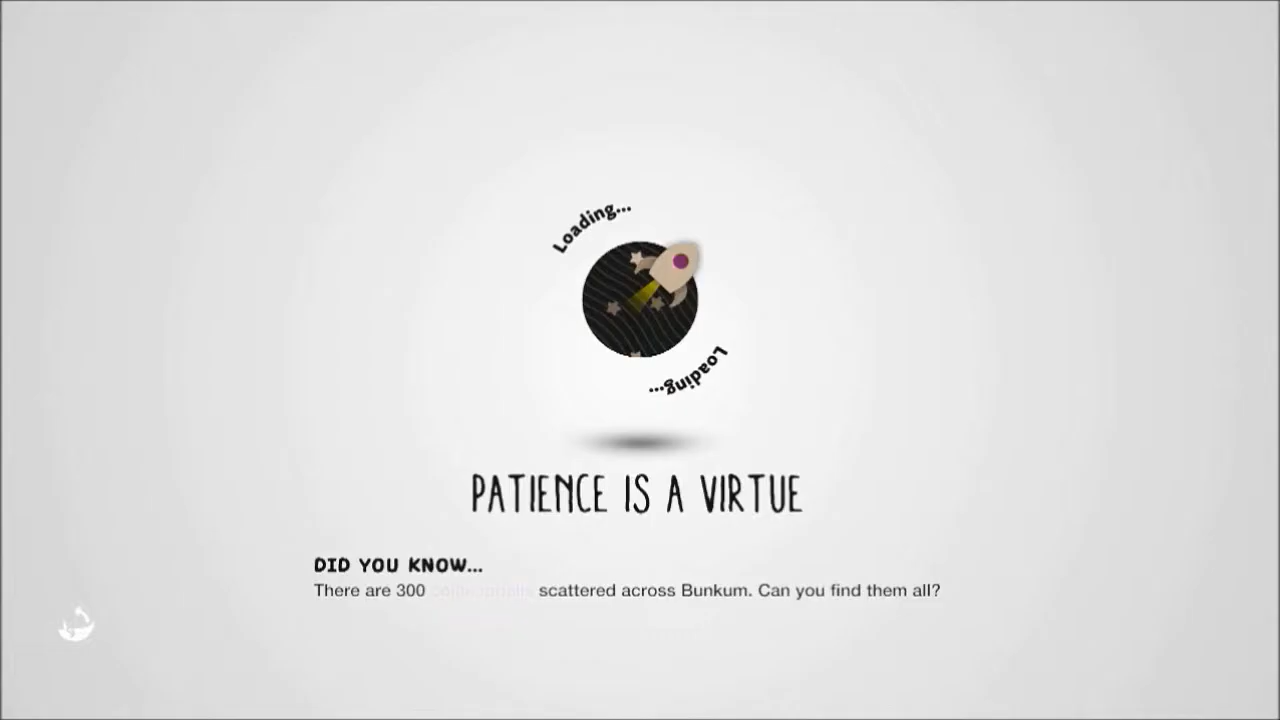 Loading...
Loading...
PATIENCE IS A VIRTUE
DID YOU KNOW...
There are 300 scattered across Bunkum. Can you find them all?